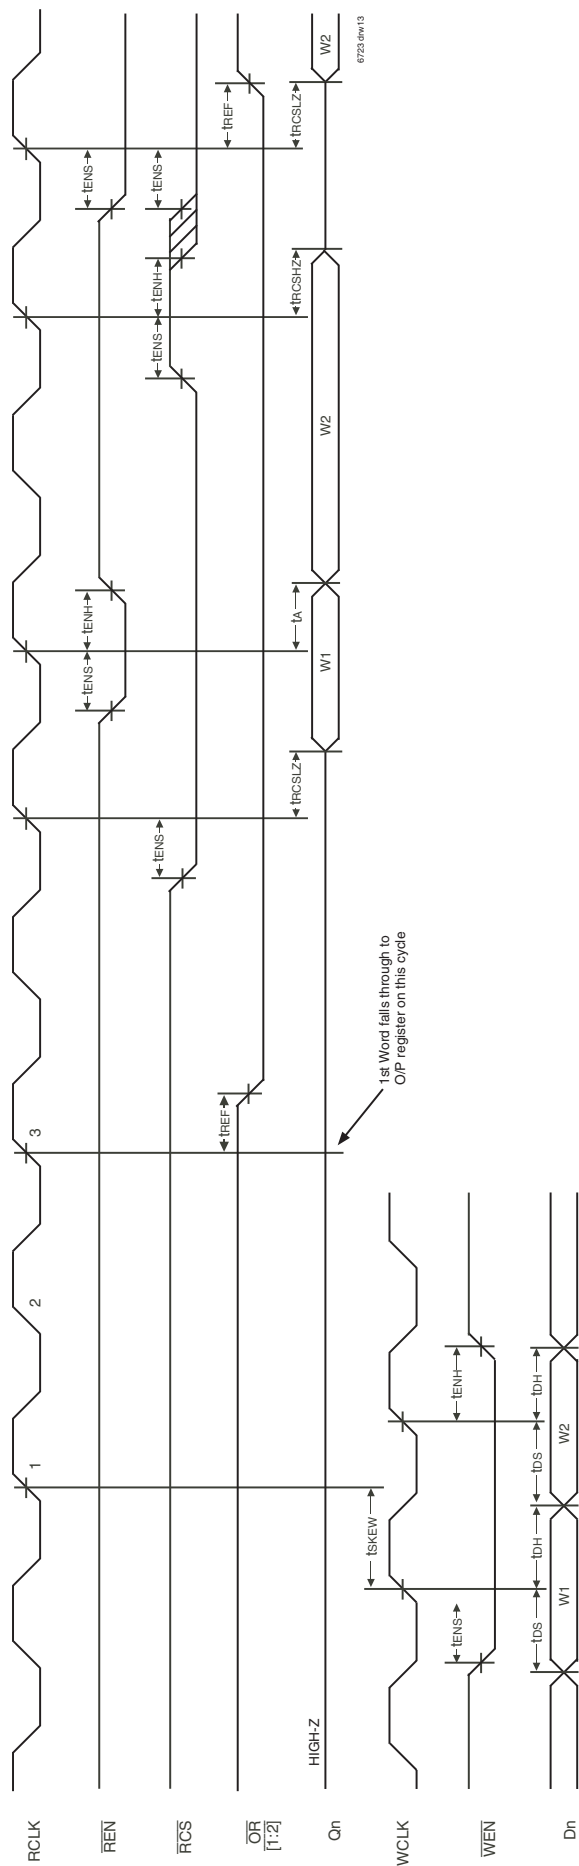 RCLK
1
2
3
REN
tENS
tENH
tENS
RCS
tENS
tENS
tENH
tENS
OR
[1:2]
tREF
tREF
Qn
HIGH-Z
tRCSLZ
W1
tA
W2
tRCSHZ
tRCSLZ
W2
6723 drw13
1st Word falls through to
O/P register on this cycle
tSKEW
WCLK
WEN
tENS
tENH
Dn
tDS
tDH
tDS
tDH
W1
W2